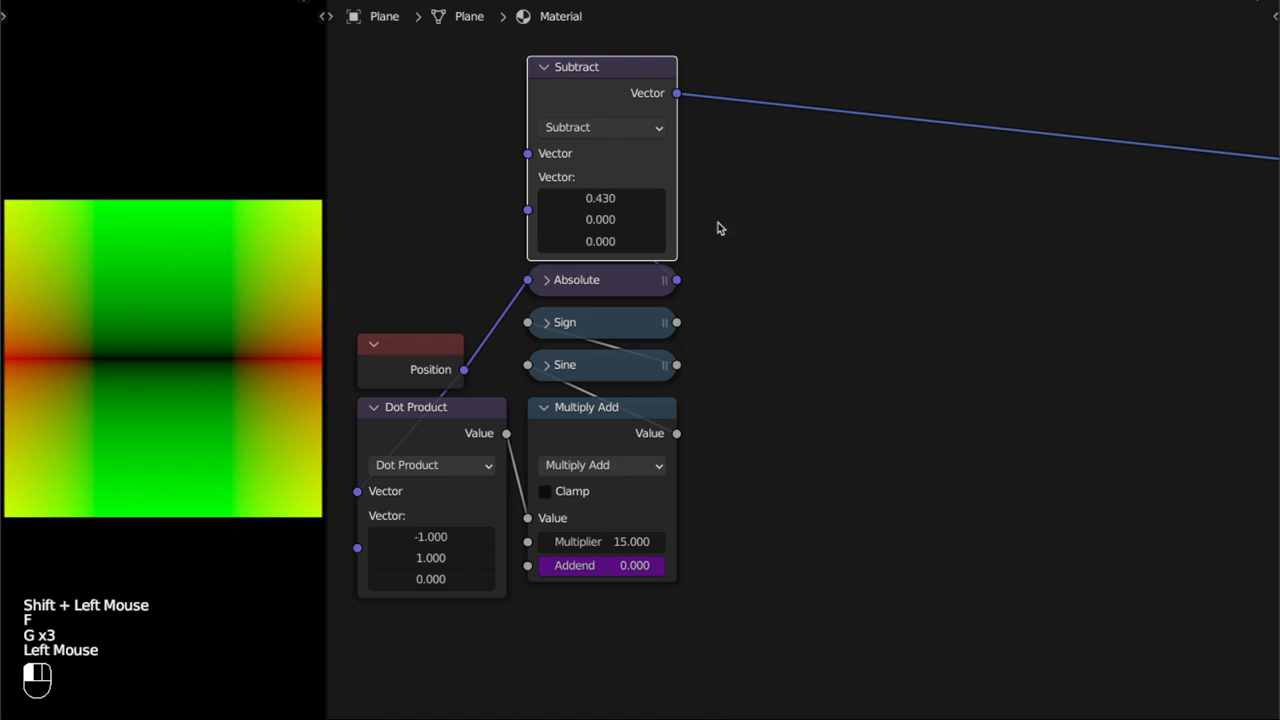 Plane > Plane > Material
Subtract
Vector
Subtract
Vector
Vector:
0.430
0.000
0.000
Absolute
Sign
Position
Sine
Dot Product
Multiply Add
Value
Value
Dot Product
Multiply Add
Vector
Clamp
Vector:
Value
-1.000
Multiplier 15.000
1.000
Addend 0.000
0.000
Shift + Left Mouse
F
G x3
Left Mouse